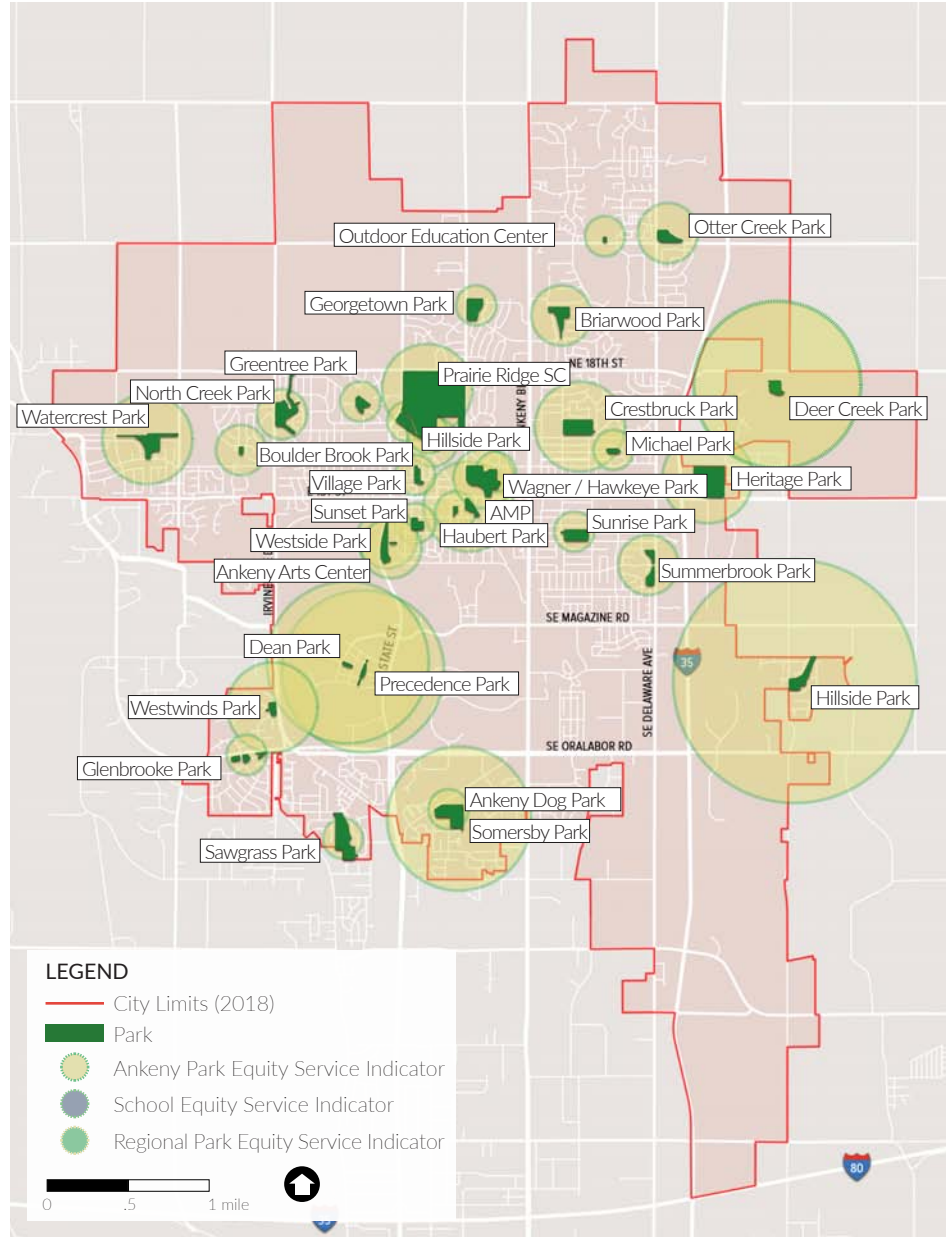 Outdoor Education Center
Otter Creek Park
Georgetown Park
Briarwood Park
NE 18TH ST
Greentree Park
Prairie Ridge SC
North Creek Park
Crestbruck Park
Deer Creek Park
Watercrest Park
Hillside Park
Michael Park
Boulder Brook Park
Heritage Park
Village Park
Wagner / Hawkeye Park
Sunset Park
AMP
Sunrise Park
Westside Park
Haubert Park
Ankeny Arts Center
Summerbrook Park
IRVINE
SE MAGAZINE RD
Dean Park
STATE ST
SE DELAWARE AVE
35
Precedence Park
Hillside Park
Westwinds Park
SE ORALABOR RD
Glenbrooke Park
Ankeny Dog Park
Somersby Park
Sawgrass Park
LEGEND
City Limits (2018)
Park
Ankeny Park Equity Service Indicator
School Equity Service Indicator
Regional Park Equity Service Indicator
0 .5 1 mile
80